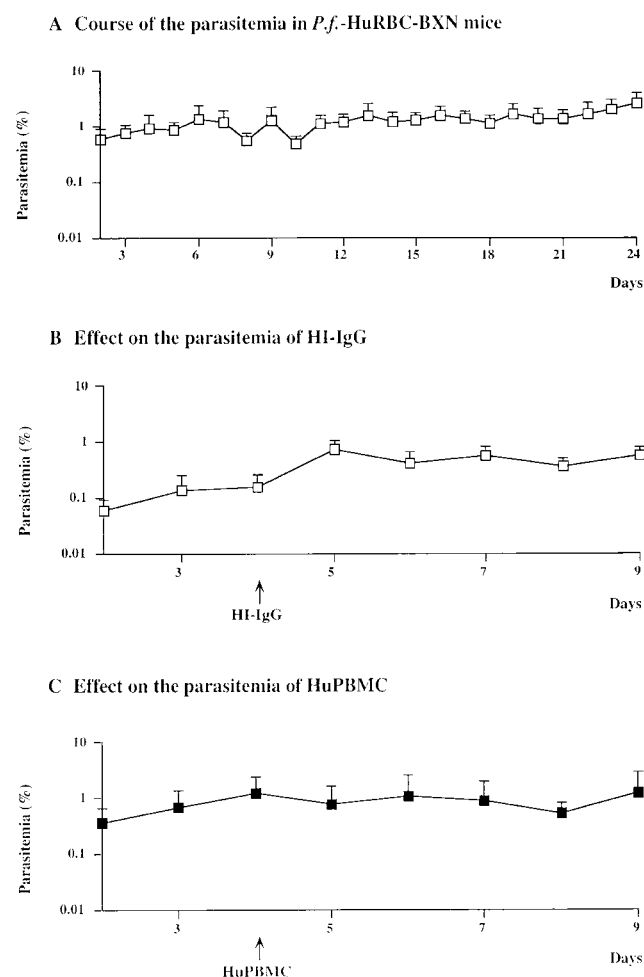 A Course of the parasitemia in P.f.-HuRBC-BXN mice
10
1
0.1
0.01
Parasitemia (%)
3 6 9 12 15 18 21 24
Days
B Effect on the parasitemia of HI-IgG
10
1
0.1
0.01
Parasitemia (%)
3 5 7 9
HI-IgG
Days
C Effect on the parasitemia of HuPBMC
10
1
0.1
0.01
Parasitemia (%)
3 5 7 9
HuPBMC
Days